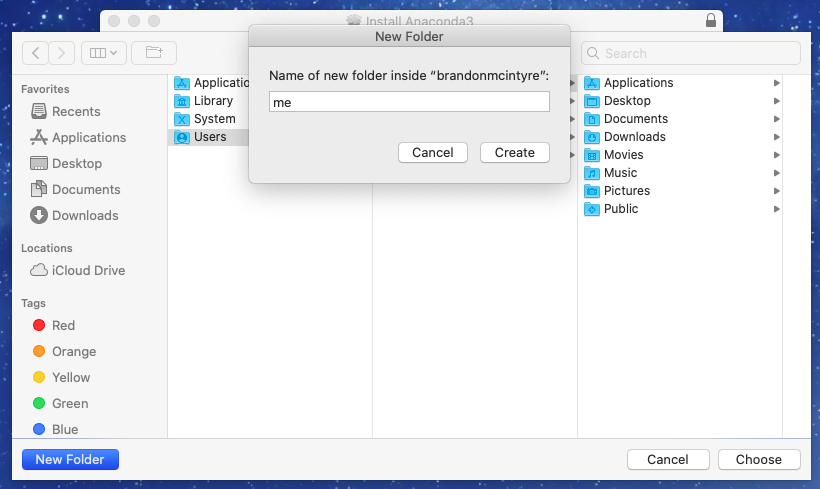 Install Anaconda3
New Folder
Name of new folder inside “brandonmcintyre”:
me
Cancel
Create
Search
Favorites
Recents
Applications
Desktop
Documents
Downloads
Locations
iCloud Drive
Tags
Red
Orange
Yellow
Green
Blue
Applicatio
Library
System
Users
Applications
Desktop
Documents
Downloads
Movies
Music
Pictures
Public
New Folder
Cancel
Choose